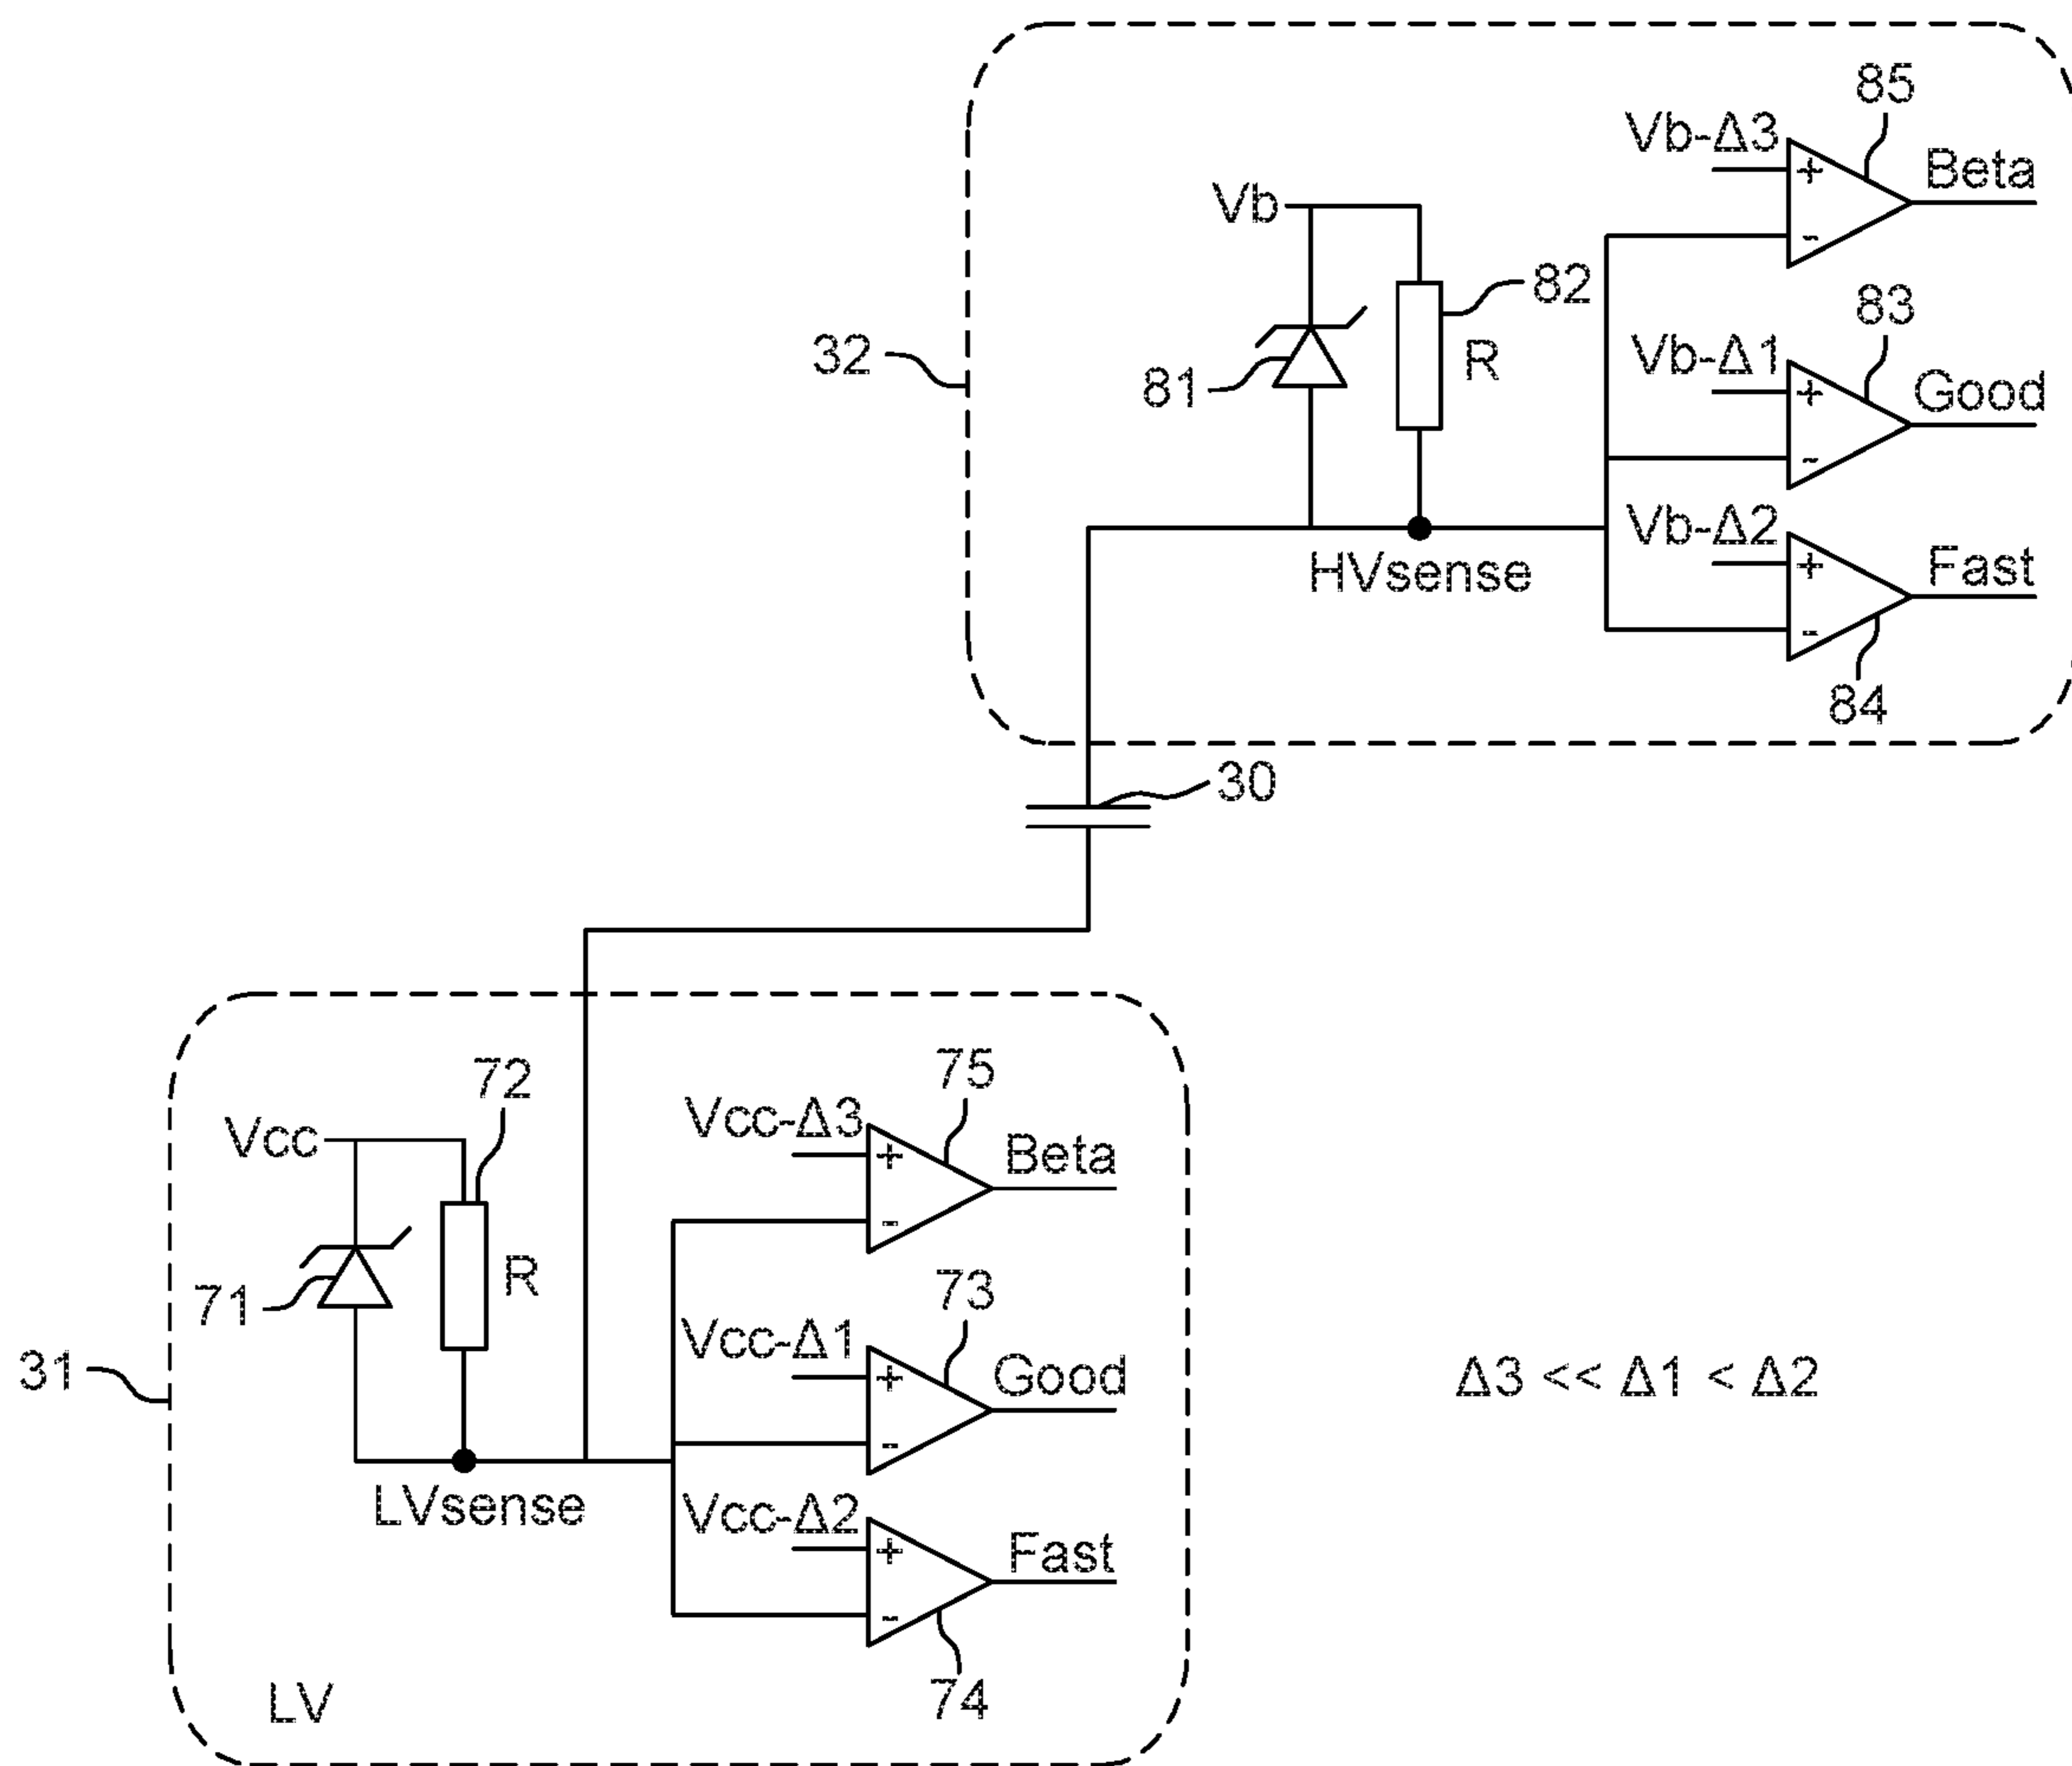 85
Vb-Δ3
+
Beta
-
Vb
82
83
32
R
Vb-Δ1
+
Good
81
-
Vb-Δ2
HVsense
+
Fast
-
84
30
72
75
Vcc
Vcc-Δ3
+
Beta
-
R
71
73
Vcc-Δ1
+
Good
31
-
Δ3 << Δ1 < Δ2
LVsense
Vcc-Δ2
+
Fast
-
74
LV